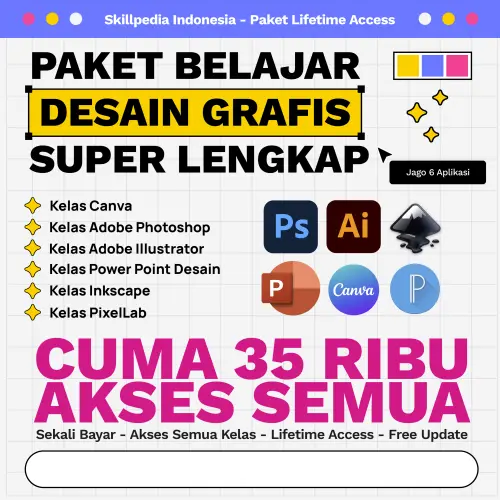 Skillpedia Indonesia - Paket Lifetime Access
PAKET BELAJAR
DESAIN GRAFIS
SUPER LENGKAP
Jago 6 Aplikasi
Kelas Canva
Kelas Adobe Photoshop
Kelas Adobe Illustrator
Kelas Power Point Desain
Kelas Inkscape
Kelas PixelLab
Ps
Ai
P
Canva
P
CUMA 35 RIBU
AKSES SEMUA
Sekali Bayar - Akses Semua Kelas - Lifetime Access - Free Update